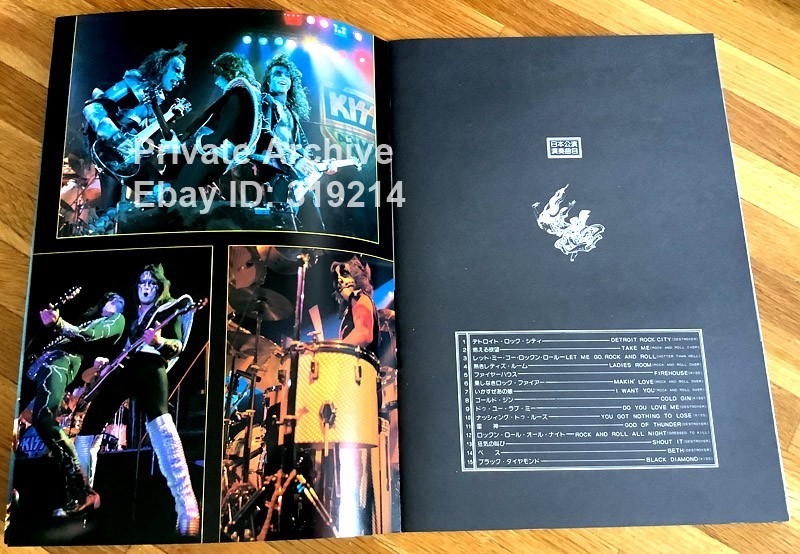 KISS
Private Archive
Ebay ID: 319214
日本公演
演奏曲目
1 デトロイト・ロック・シティ DETROIT ROCK CITY (DESTROYER)
2 燃える欲望 TAKE ME (ROCK AND ROLL OVER)
3 レット・ミー・ゴー・ロックン・ロール LET ME GO, ROCK AND ROLL (HOTTER THAN HELL)
4 熱きレディズ・ルーム LADIES ROOM (ROCK AND ROLL OVER)
5 ファイヤーハウス FIREHOUSE (KISS)
6 果しなきロック・ファイアー MAKIN' LOVE (ROCK AND ROLL OVER)
7 いかすぜあの娘 I WANT YOU (ROCK AND ROLL OVER)
8 コールド・ジン COLD GIN (KISS)
9 ドゥ・ユー・ラブ・ミー DO YOU LOVE ME (DESTROYER)
10 ナッシィング・トゥ・ルーズ YOU GOT NOTHING TO LOSE (KISS)
11 雷神 GOD OF THUNDER (DESTROYER)
12 ロックン・ロール・オール・ナイト ROCK AND ROLL ALL NIGHT (DRESSED TO KILL)
13 狂気の叫び SHOUT IT (DESTROYER)
14 ベス BETH (DESTROYER)
15 ブラック・ダイヤモンド BLACK DIAMOND (KISS)